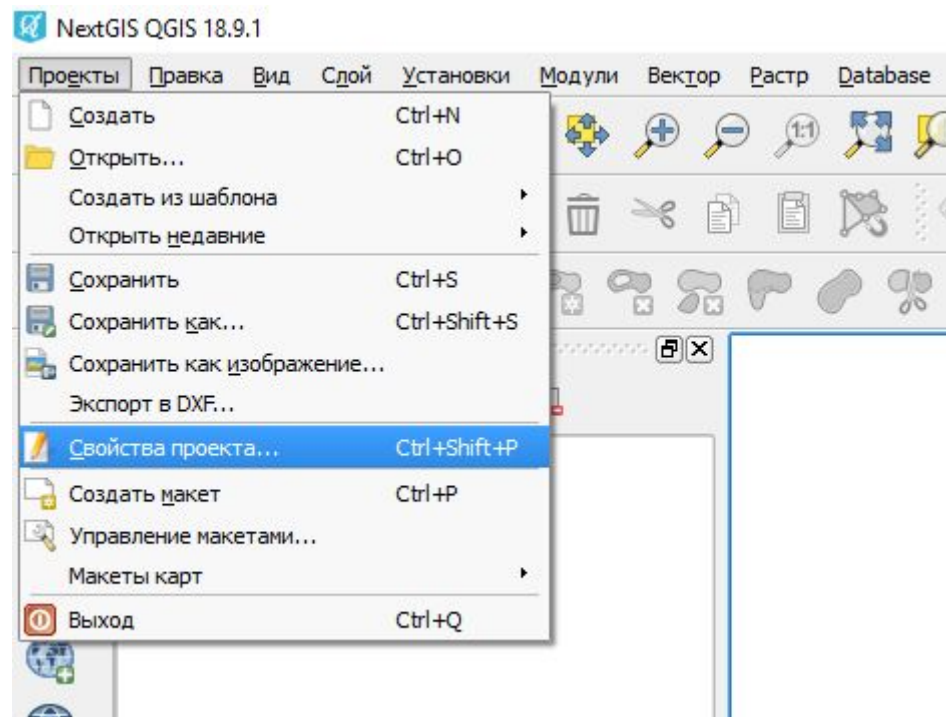 NextGIS QGIS 18.9.1
Проекты Правка Вид Слой Установки Модули Вектор Растр Database
Создать Ctrl+N
Открыть... Ctrl+O
Создать из шаблона
Открыть недавние
Сохранить Ctrl+S
Сохранить как... Ctrl+Shift+S
Сохранить как изображение...
Экспорт в DXF...
Свойства проекта... Ctrl+Shift+P
Создать макет Ctrl+P
Управление макетами...
Макеты карт
Выход Ctrl+Q
1:1